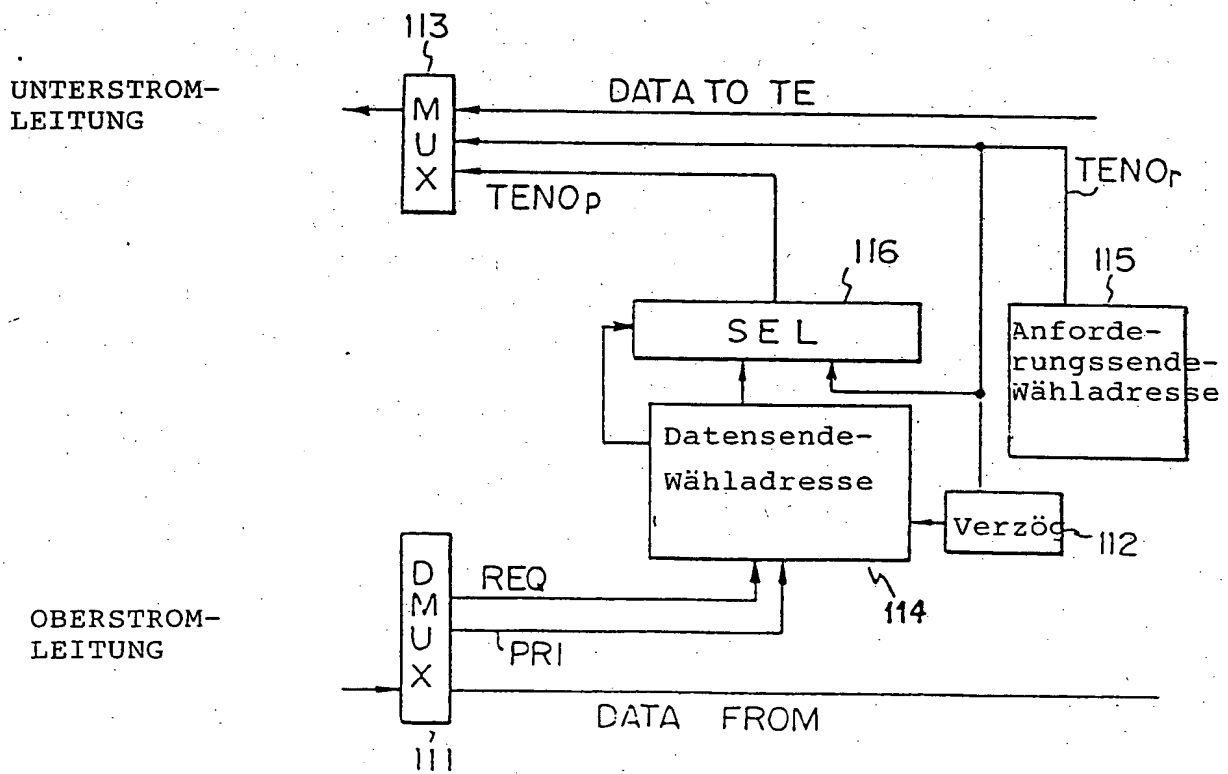 113
UNTERSTROM-
LEITUNG
MUX
DATA TO TE
TENOp
TENOr
116
115
SEL
Anforde-
rungssende-
Wähladresse
Datensende-
Wähladresse
Verzög
112
114
OBERSTROM-
LEITUNG
DMUX
REQ
PRI
DATA FROM
111